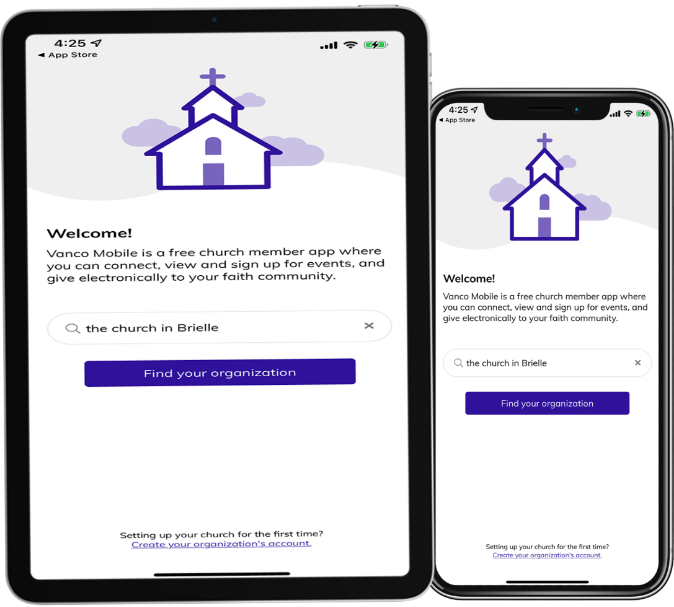 4:25
App Store
Welcome!
Vanco Mobile is a free church member app where
you can connect, view and sign up for events, and
give electronically to your faith community.
the church in Brielle
Find your organization
Setting up your church for the first time?
Create your organization's account.
4:25
App Store
Welcome!
Vanco Mobile is a free church member app where
you can connect, view and sign up for events, and
give electronically to your faith community.
the church in Brielle
Find your organization
Setting up your church for the first time?
Create your organization's account.